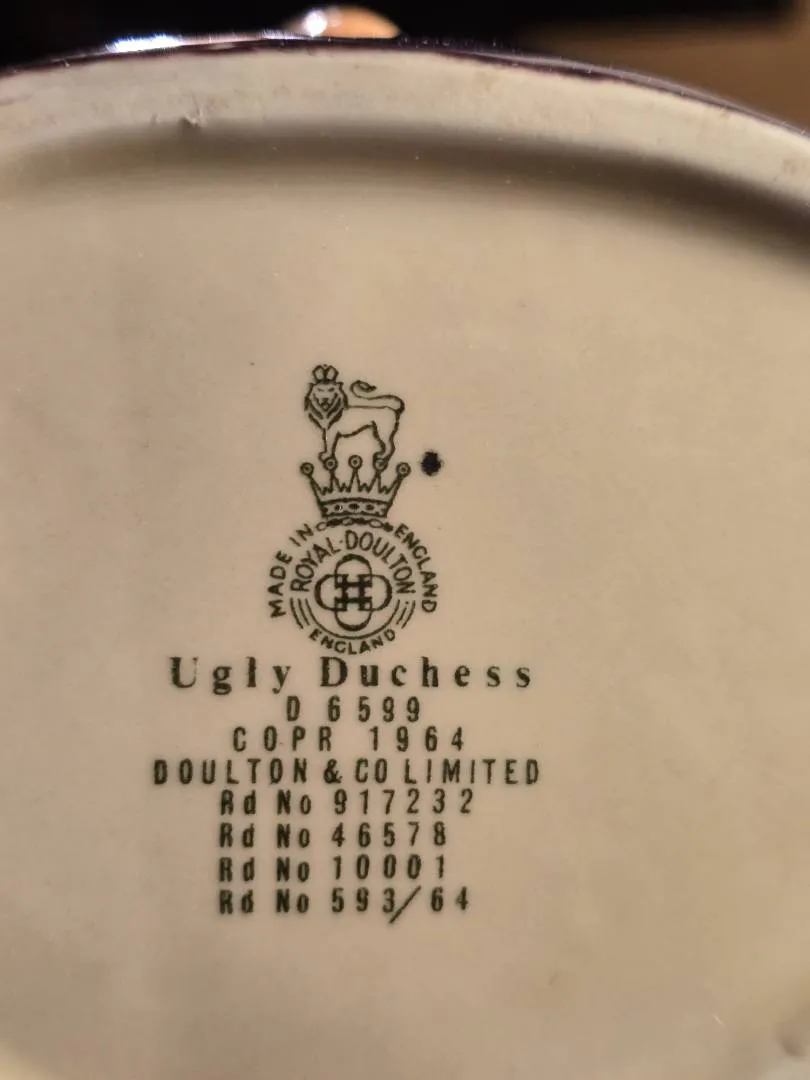 MADE IN ENGLAND
ROYAL·DOULTON
ENGLAND
Ugly Duchess
D 6599
COPR 1964
DOULTON & CO LIMITED
Rd No 917232
Rd No 46578
Rd No 10001
Rd No 593/64